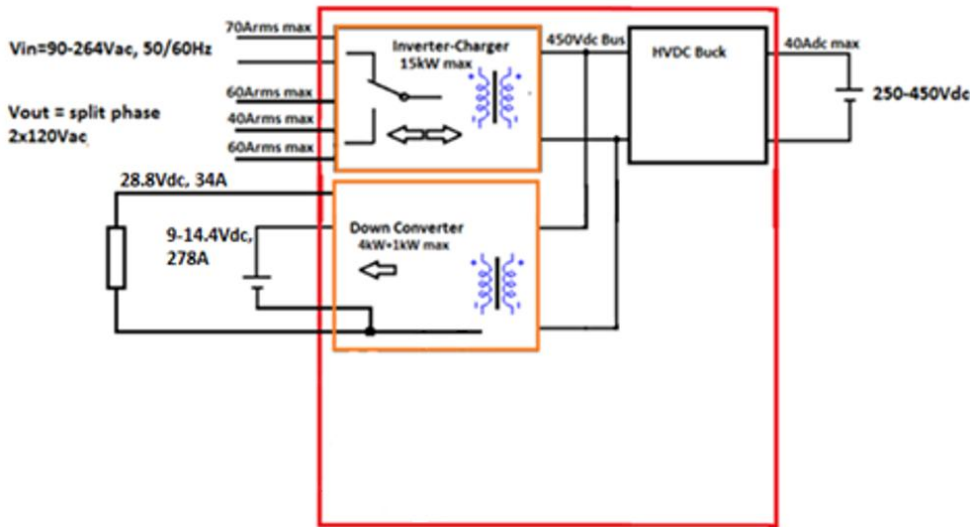 70Arms max
Vin=90-264Vac, 50/60Hz
Inverter-Charger
15kW max
450Vdc Bus
HVDC Buck
40Adc max
250-450Vdc
60Arms max
Vout = split phase
2x120Vac
40Arms max
60Arms max
28.8Vdc, 34A
9-14.4Vdc,
278A
Down Converter
4kW+1kW max